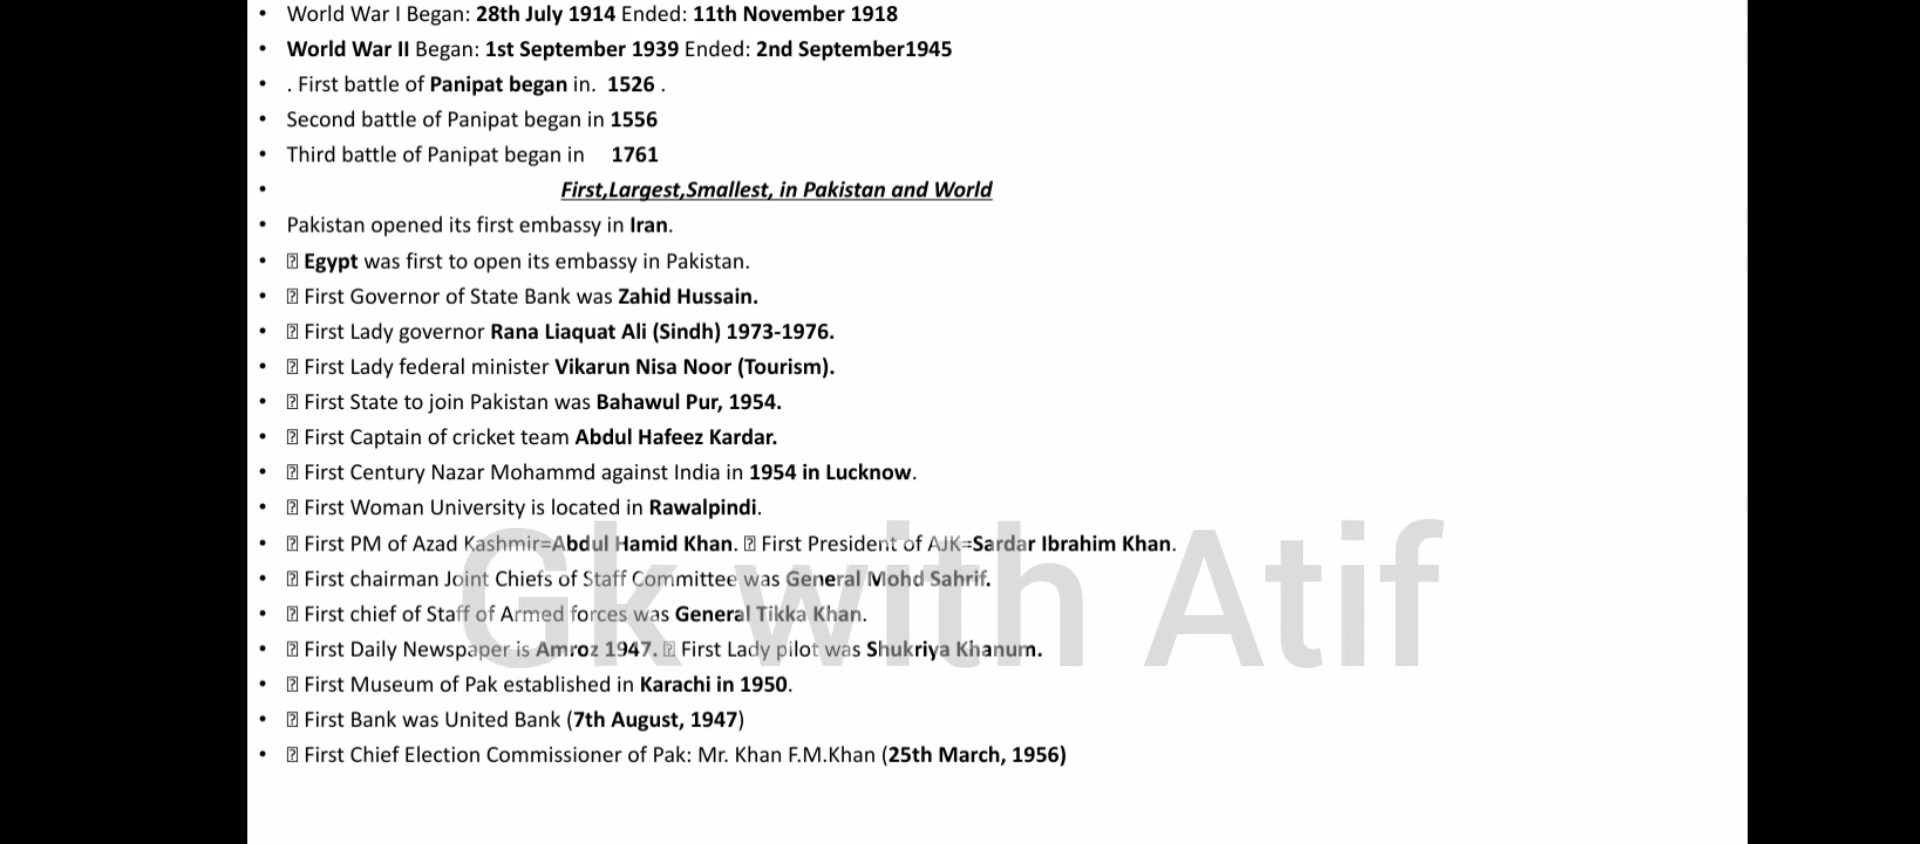 • World War I Began: 28th July 1914 Ended: 11th November 1918
• World War II Began: 1st September 1939 Ended: 2nd September1945
• . First battle of Panipat began in. 1526 .
• Second battle of Panipat began in 1556
• Third battle of Panipat began in 1761
• First,Largest,Smallest, in Pakistan and World
• Pakistan opened its first embassy in Iran.
• ⍰ Egypt was first to open its embassy in Pakistan.
• ⍰ First Governor of State Bank was Zahid Hussain.
• ⍰ First Lady governor Rana Liaquat Ali (Sindh) 1973-1976.
• ⍰ First Lady federal minister Vikarun Nisa Noor (Tourism).
• ⍰ First State to join Pakistan was Bahawul Pur, 1954.
• ⍰ First Captain of cricket team Abdul Hafeez Kardar.
• ⍰ First Century Nazar Mohammd against India in 1954 in Lucknow.
• ⍰ First Woman University is located in Rawalpindi.
• ⍰ First PM of Azad Kashmir=Abdul Hamid Khan. ⍰ First President of AJK=Sardar Ibrahim Khan.
• ⍰ First chairman Joint Chiefs of Staff Committee was General Mohd Sahrif.
• ⍰ First chief of Staff of Armed forces was General Tikka Khan.
• ⍰ First Daily Newspaper is Amroz 1947. ⍰ First Lady pilot was Shukriya Khanum.
• ⍰ First Museum of Pak established in Karachi in 1950.
• ⍰ First Bank was United Bank (7th August, 1947)
• ⍰ First Chief Election Commissioner of Pak: Mr. Khan F.M.Khan (25th March, 1956)
Gk with Atif